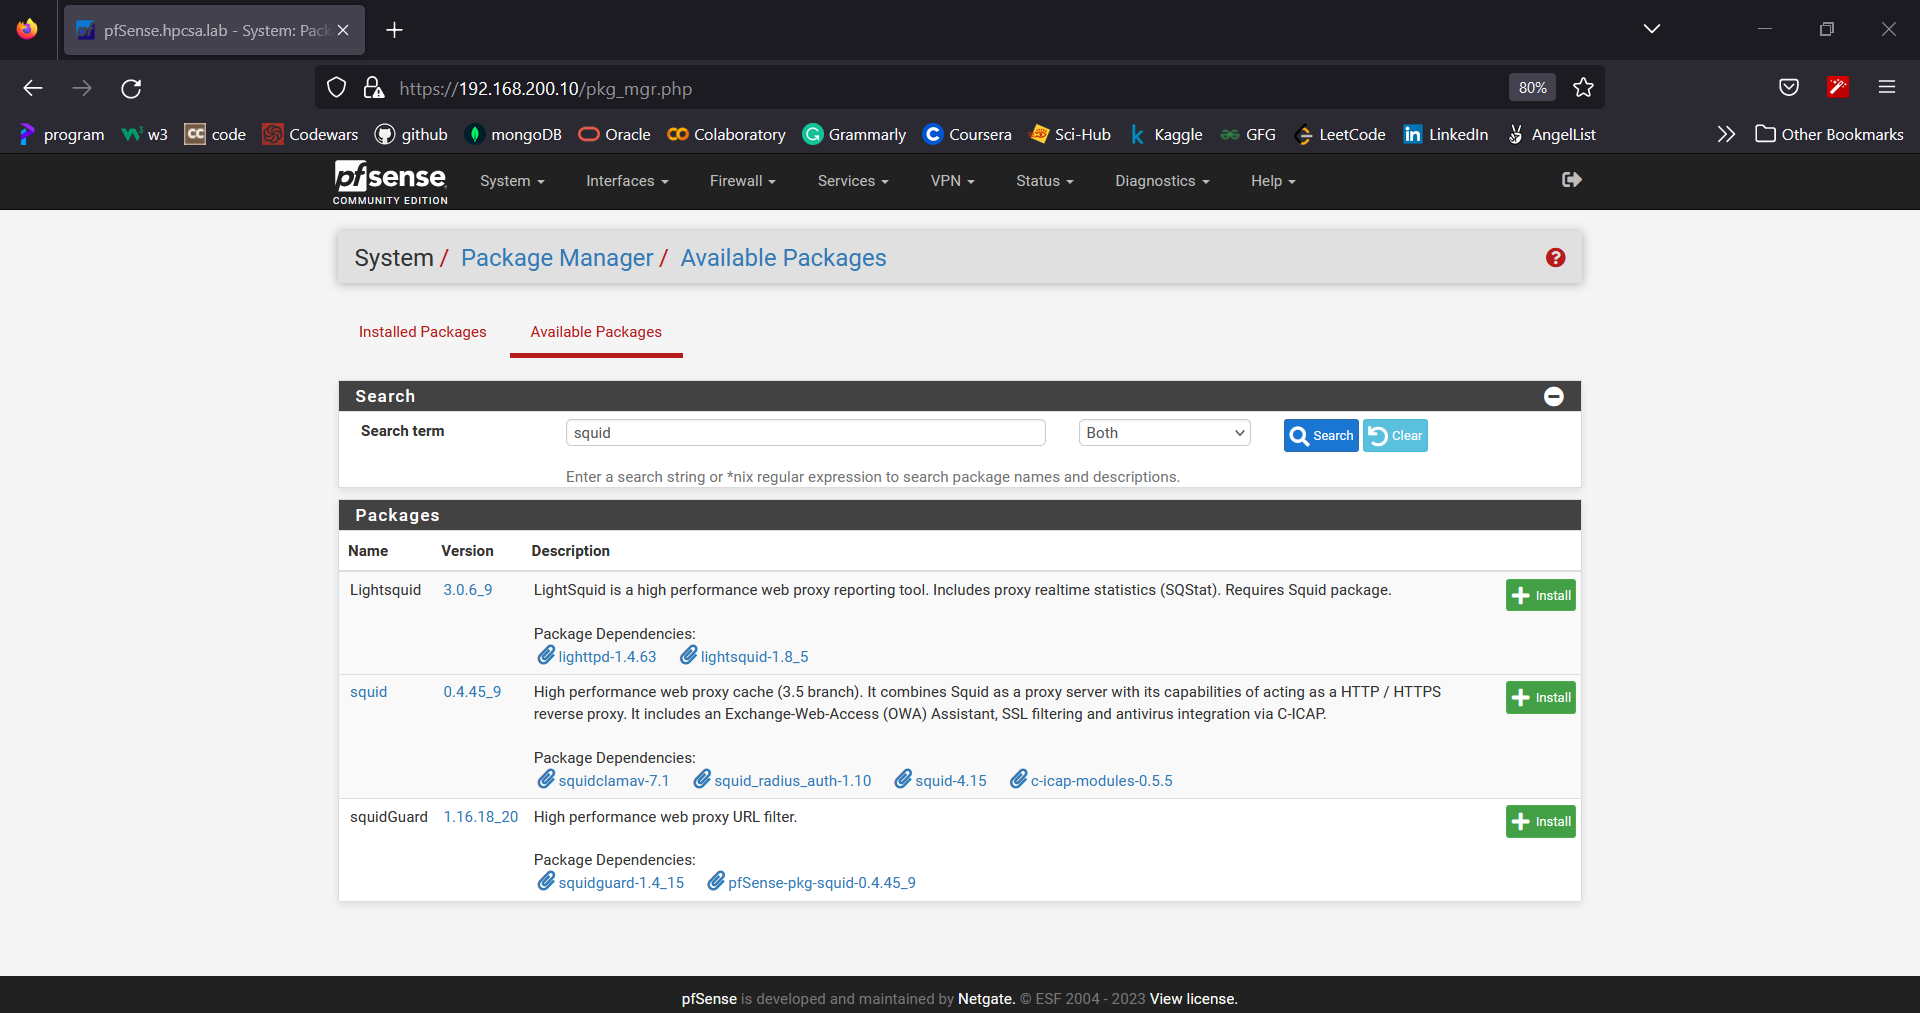 pfSense.hpcsa.lab - System: Pack
https://192.168.200.10/pkg_mgr.php
80%
program w3 code Codewars github mongoDB Oracle Colaboratory Grammarly Coursera Sci-Hub Kaggle GFG LeetCode LinkedIn AngelList Other Bookmarks
pfsense
COMMUNITY EDITION
System Interfaces Firewall Services VPN Status Diagnostics Help
System / Package Manager / Available Packages
Installed Packages Available Packages
Search
Search term squid Both Search Clear
Enter a search string or *nix regular expression to search package names and descriptions.
Packages
Name Version Description
Lightsquid 3.0.6_9 LightSquid is a high performance web proxy reporting tool. Includes proxy realtime statistics (SQStat). Requires Squid package. Install
Package Dependencies:
lighttpd-1.4.63 lightsquid-1.8_5
squid 0.4.45_9 High performance web proxy cache (3.5 branch). It combines Squid as a proxy server with its capabilities of acting as a HTTP / HTTPS Install
reverse proxy. It includes an Exchange-Web-Access (OWA) Assistant, SSL filtering and antivirus integration via C-ICAP.
Package Dependencies:
squidclamav-7.1 squid_radius_auth-1.10 squid-4.15 c-icap-modules-0.5.5
squidGuard 1.16.18_20 High performance web proxy URL filter. Install
Package Dependencies:
squidguard-1.4_15 pfSense-pkg-squid-0.4.45_9
pfSense is developed and maintained by Netgate. © ESF 2004 - 2023 View license.